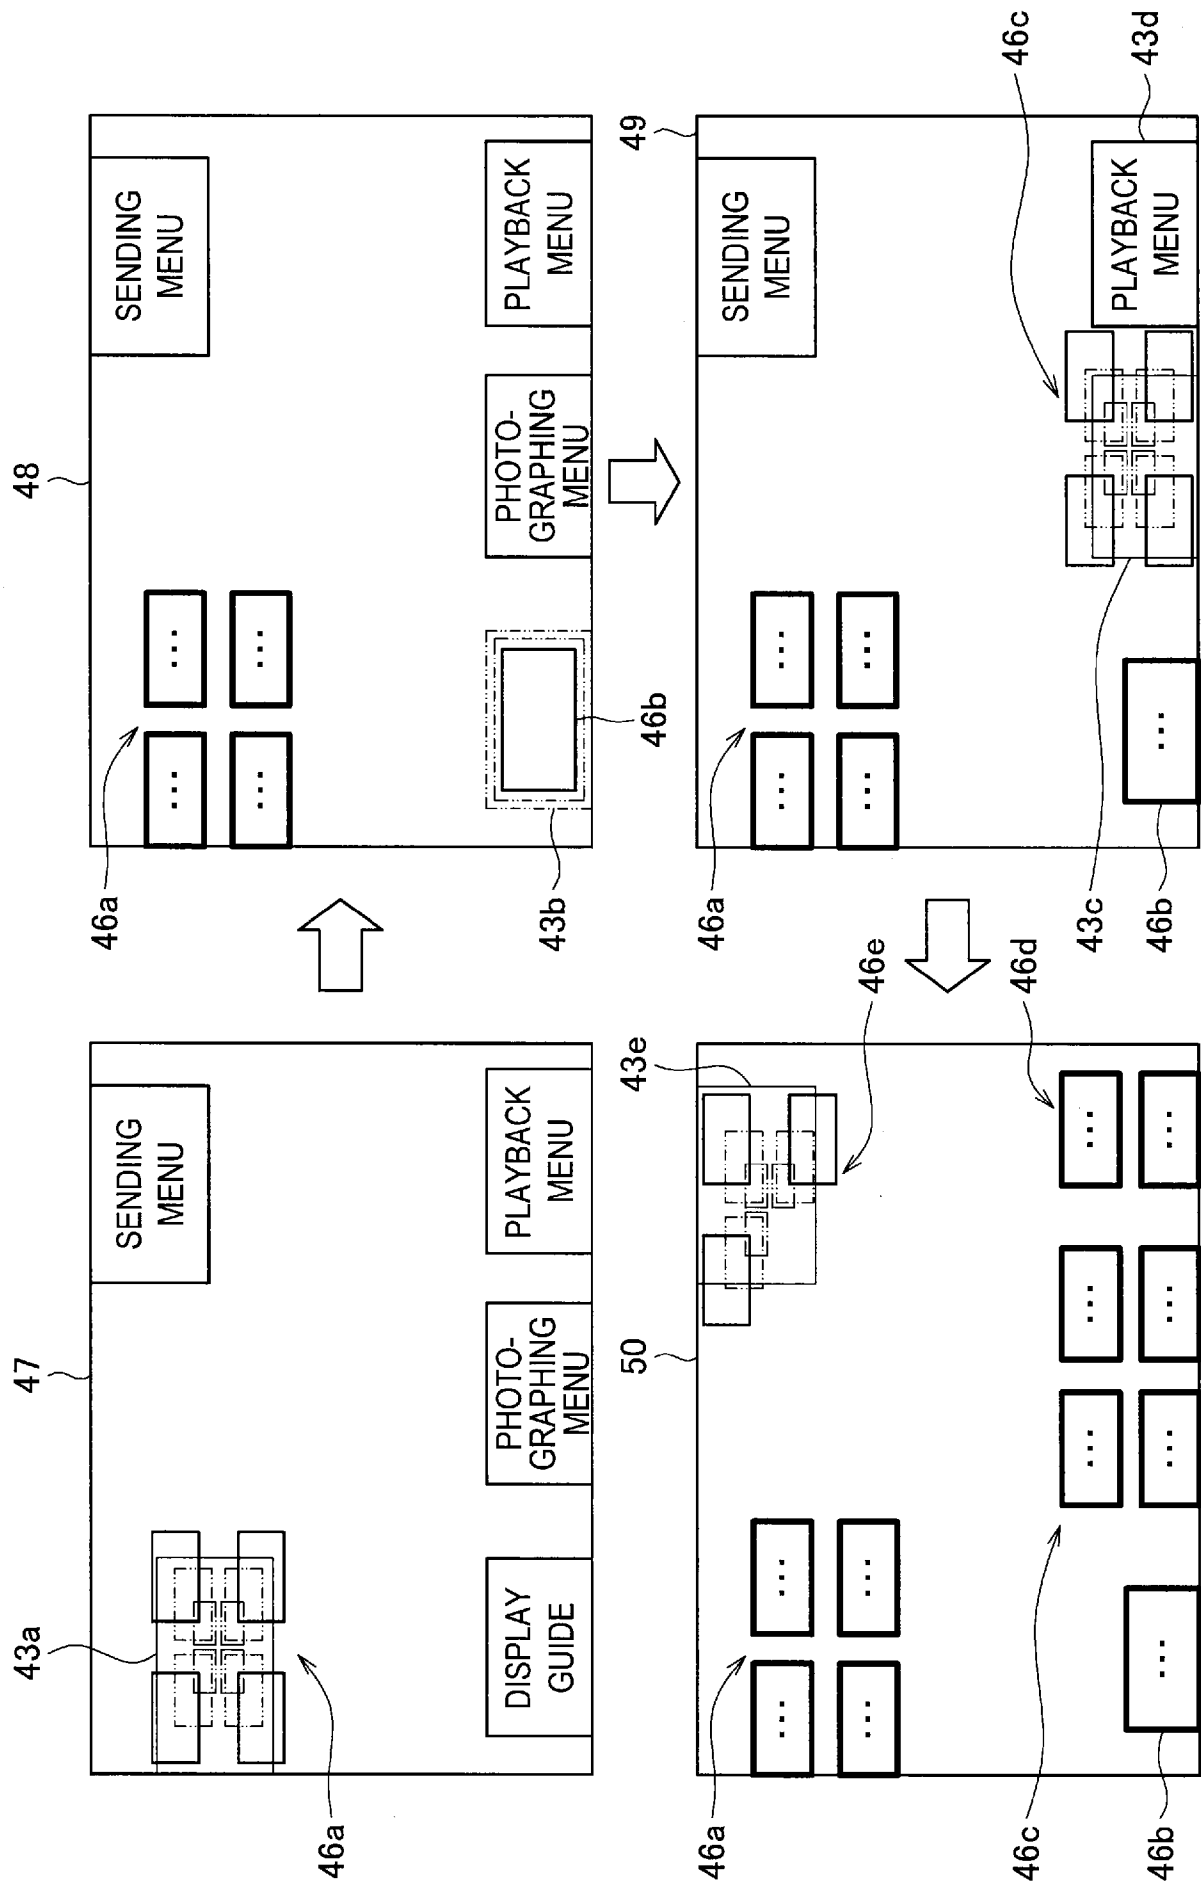 43a
47
SENDING
MENU
46a
DISPLAY
GUIDE
PHOTO-
GRAPHING
MENU
PLAYBACK
MENU
48
46a
SENDING
MENU
... ...
... ...
PHOTO-
GRAPHING
MENU
PLAYBACK
MENU
43b
46b
49
46a
SENDING
MENU
... ...
... ...
46c
PLAYBACK
MENU
43d
...
43c
46b
50
43e
46a
46e
... ...
... ...
46c
46d
... ... ...
... ... ...
...
46b